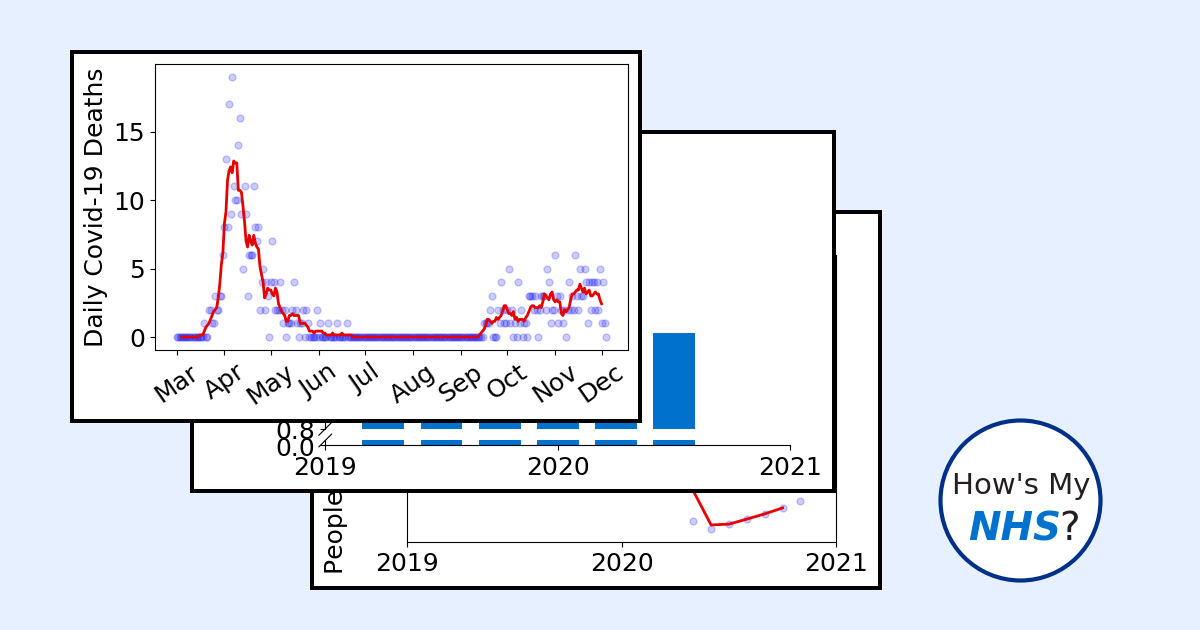 Daily Covid-19 Deaths
15
10
5
0
Mar Apr May Jun Jul Aug Sep Oct Nov Dec
0.8
0.0
2019 2020 2021
People
2019 2020 2021
How's My
NHS?